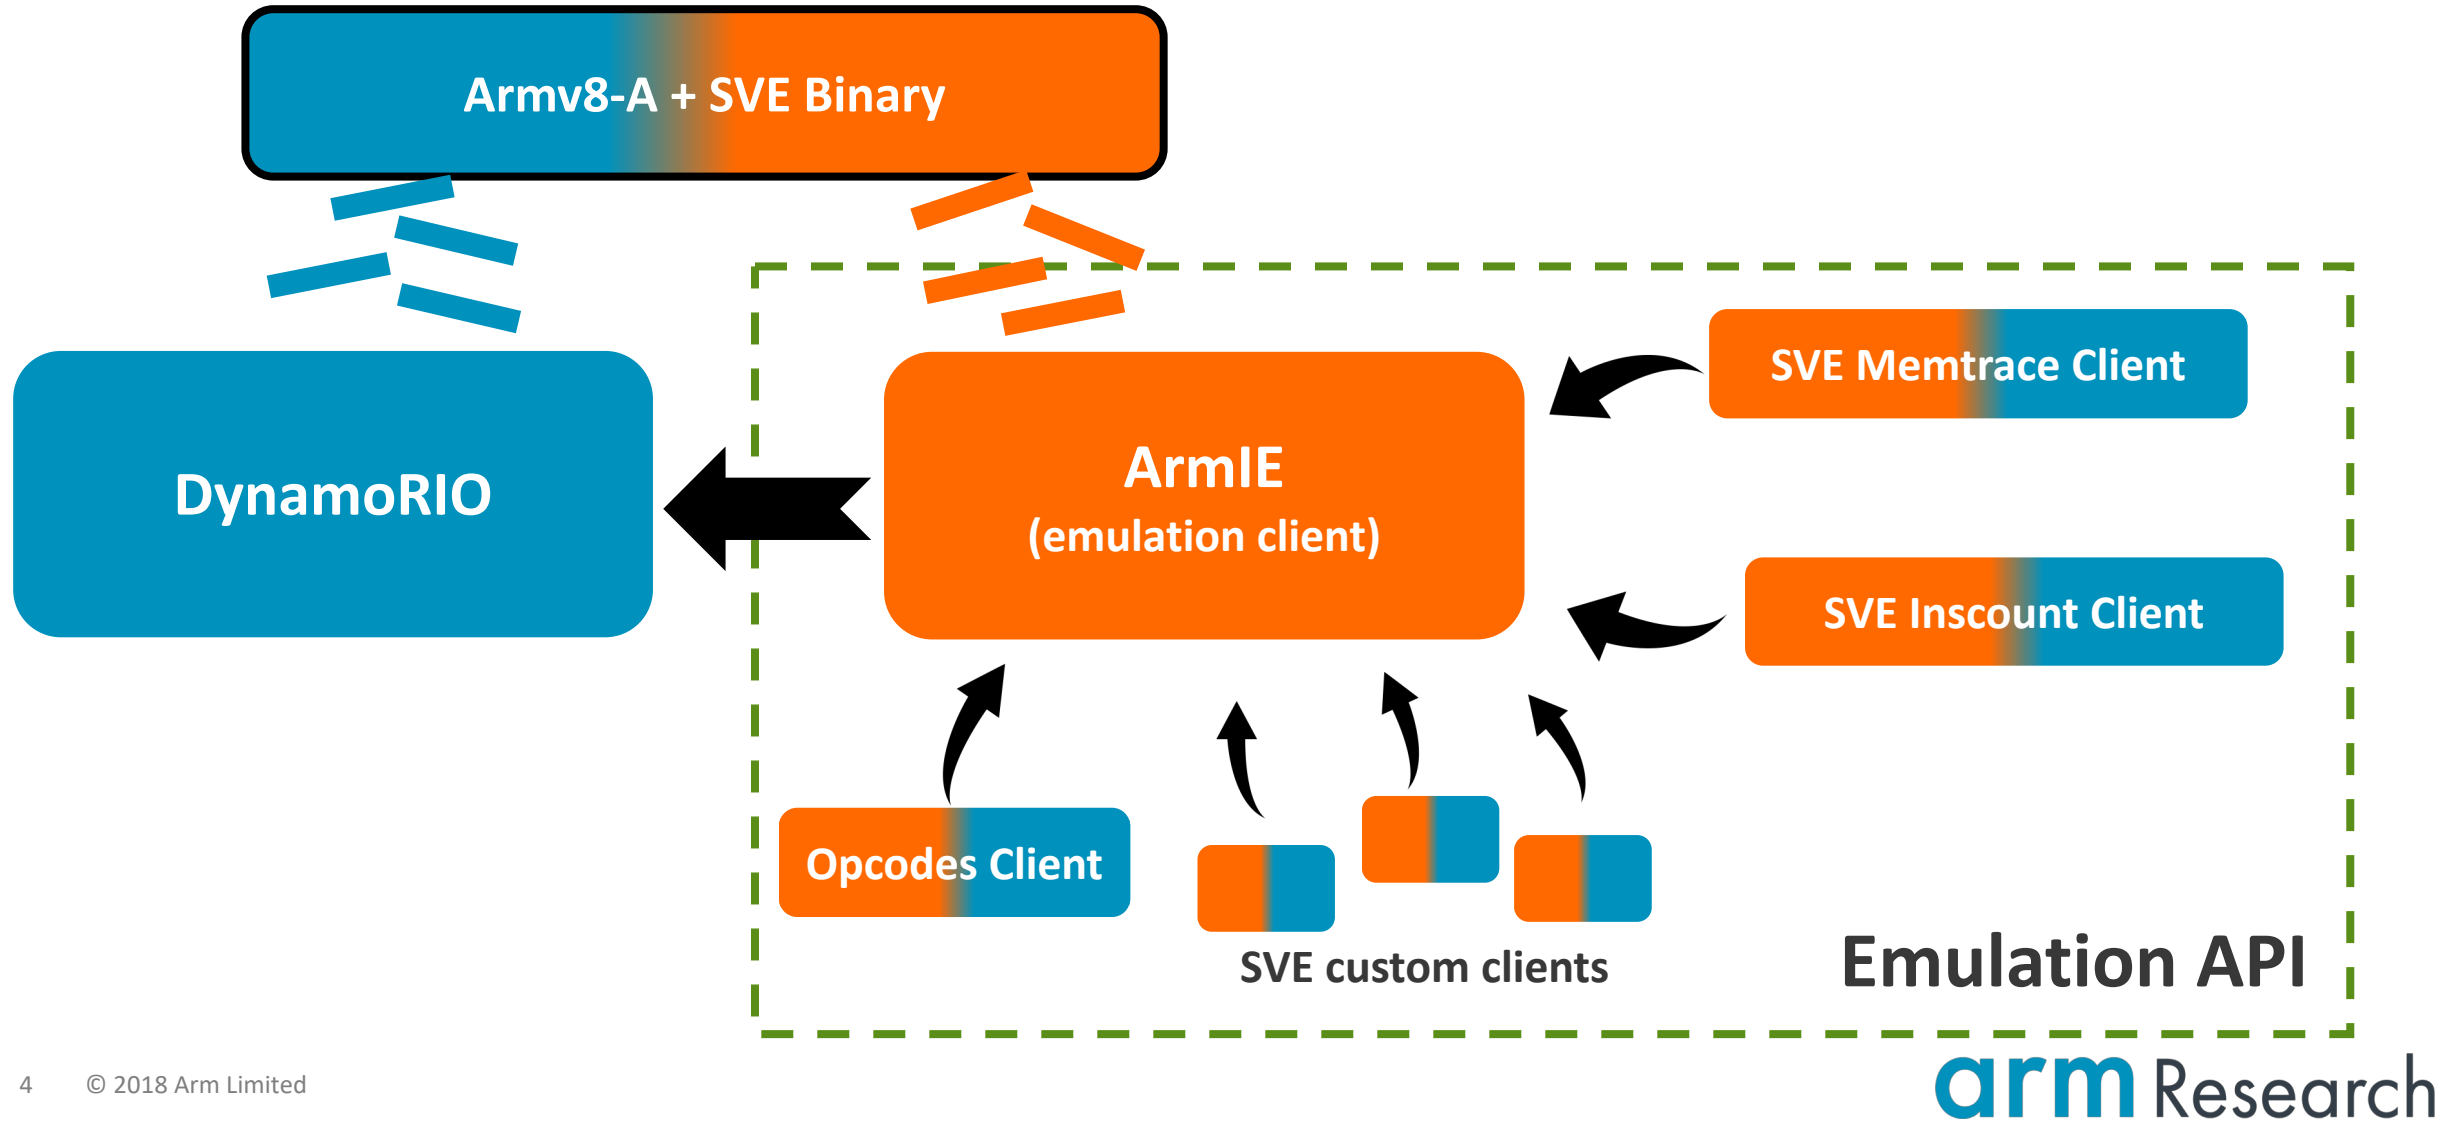 Armv8-A + SVE Binary
SVE Memtrace Client
DynamoRIO
ArmIE
(emulation client)
SVE Inscount Client
Opcodes Client
SVE custom clients
Emulation API
4 © 2018 Arm Limited
arm Research